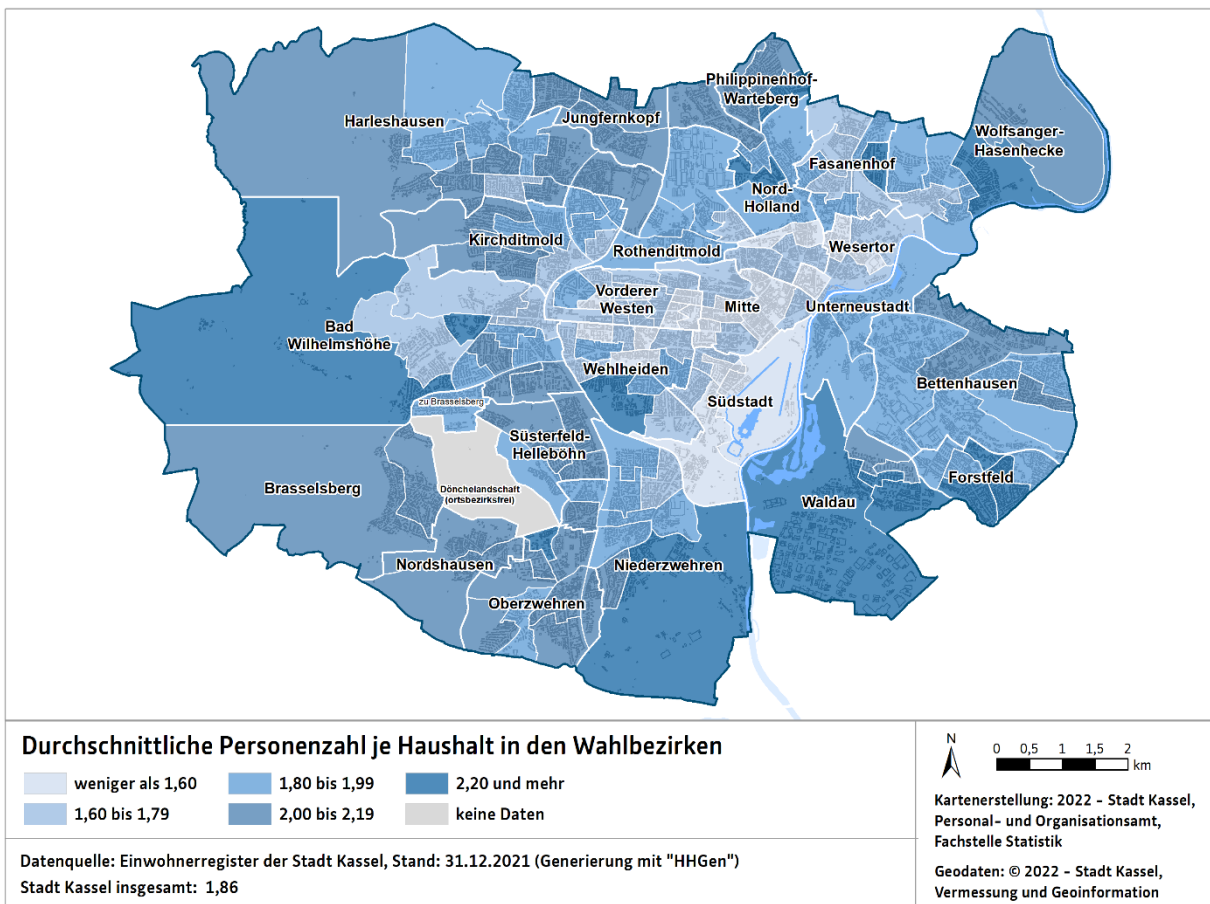 Philippinenhof-
Warteberg
Harleshausen
Jungfernkopf
Wolfsanger-
Hasenhecke
Fasanenhof
Nord-
Holland
Kirchditmold
Rothenditmold
Wesertor
Vorderer
Westen
Mitte
Unterneustadt
Bad
Wilhelmshöhe
Wehlheiden
Bettenhausen
zu Brasselsberg
Südstadt
Süsterfeld-
Helleböhn
Brasselsberg
Dönchelandschaft
(ortsbezirksfrei)
Forstfeld
Waldau
Nordshausen
Niederzwehren
Oberzwehren
Durchschnittliche Personenzahl je Haushalt in den Wahlbezirken
weniger als 1,60
1,80 bis 1,99
2,20 und mehr
1,60 bis 1,79
2,00 bis 2,19
keine Daten
Datenquelle: Einwohnerregister der Stadt Kassel, Stand: 31.12.2021 (Generierung mit "HHGen")
Stadt Kassel insgesamt: 1,86
N
0 0,5 1 1,5 2
km
Kartenerstellung: 2022 - Stadt Kassel,
Personal- und Organisationsamt,
Fachstelle Statistik
Geodaten: © 2022 - Stadt Kassel,
Vermessung und Geoinformation